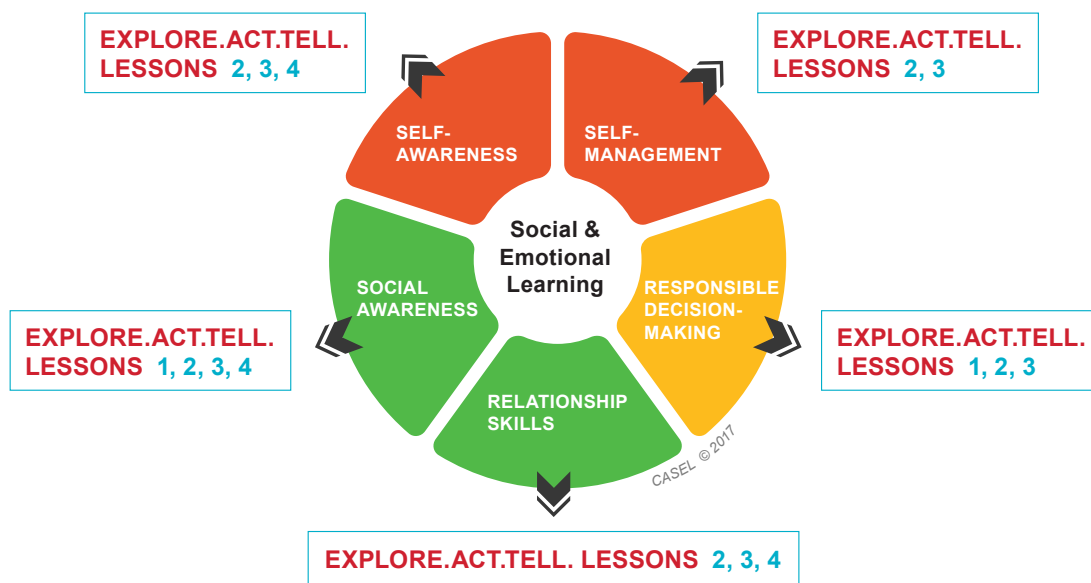 EXPLORE.ACT.TELL.
LESSONS 2, 3, 4
EXPLORE.ACT.TELL.
LESSONS 2, 3
SELF-
AWARENESS
SELF-
MANAGEMENT
Social &
Emotional
Learning
SOCIAL
AWARENESS
RESPONSIBLE
DECISION-
MAKING
EXPLORE.ACT.TELL.
LESSONS 1, 2, 3, 4
EXPLORE.ACT.TELL.
LESSONS 1, 2, 3
RELATIONSHIP
SKILLS
CASEL © 2017
EXPLORE.ACT.TELL. LESSONS 2, 3, 4